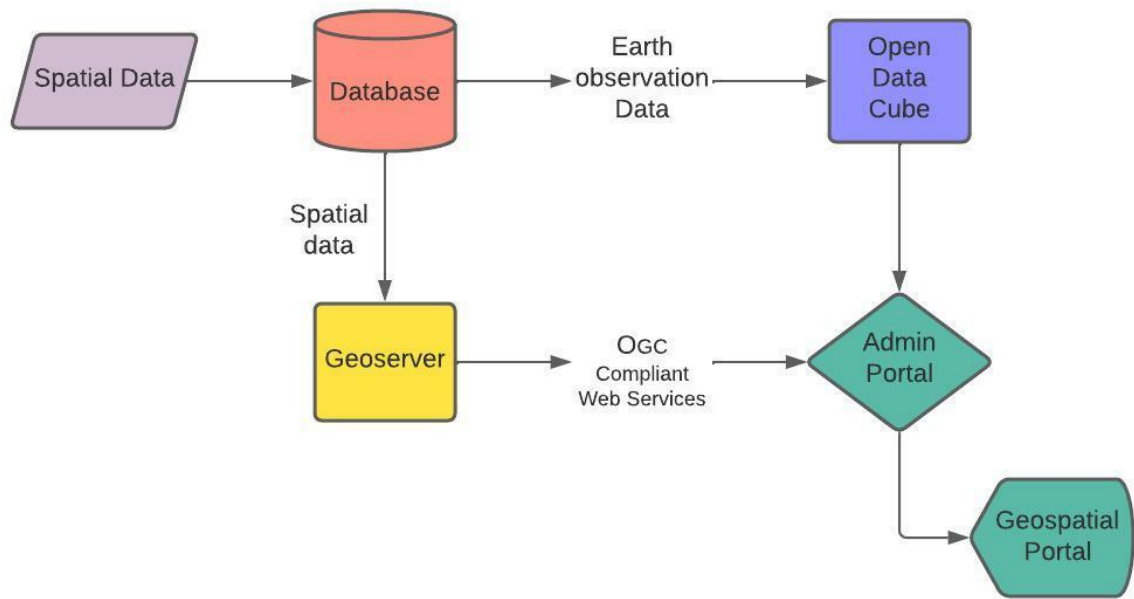 Spatial Data
Database
Earth
observation
Data
Open
Data
Cube
Spatial
data
Geoserver
OGC
Compliant
Web Services
Admin
Portal
Geospatial
Portal